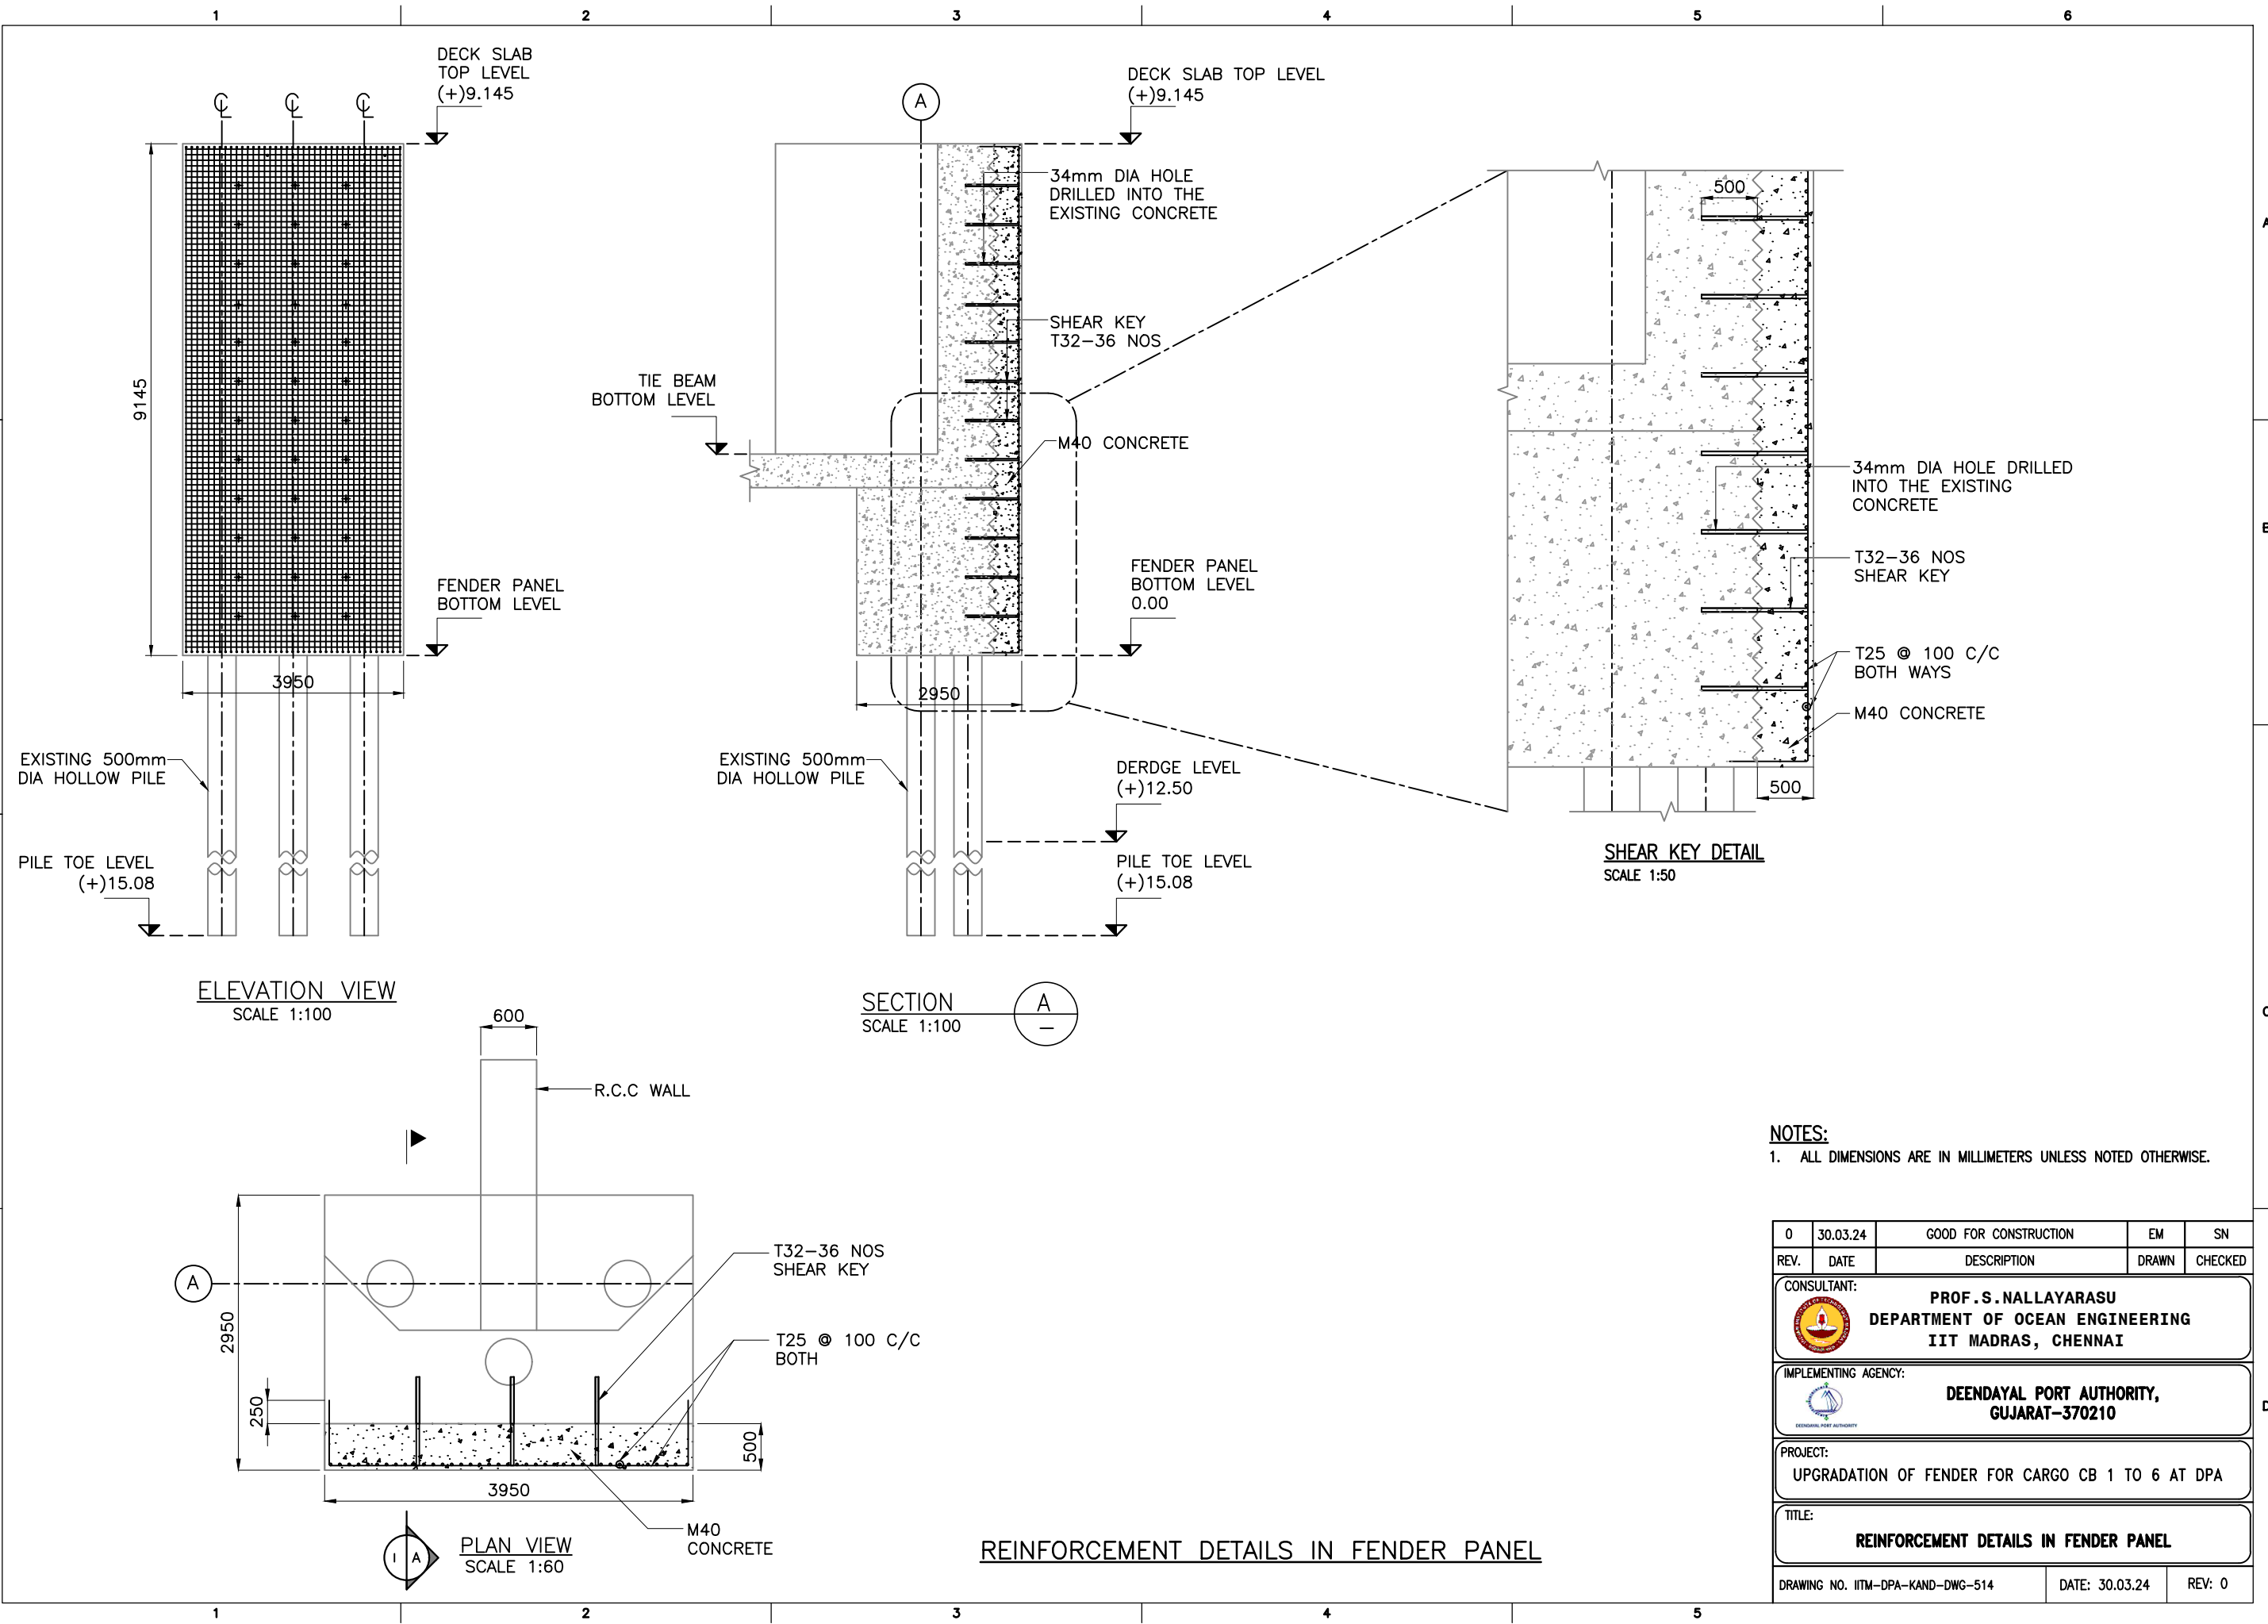 1 2 3 4 5 6
DECK SLAB
TOP LEVEL
(+)9.145
9145
FENDER PANEL
BOTTOM LEVEL
3950
EXISTING 500mm
DIA HOLLOW PILE
PILE TOE LEVEL
(+)15.08
ELEVATION VIEW
SCALE 1:100
A
DECK SLAB TOP LEVEL
(+)9.145
34mm DIA HOLE
DRILLED INTO THE
EXISTING CONCRETE
SHEAR KEY
T32-36 NOS
TIE BEAM
BOTTOM LEVEL
M40 CONCRETE
FENDER PANEL
BOTTOM LEVEL
0.00
2950
EXISTING 500mm
DIA HOLLOW PILE
DERDGE LEVEL
(+)12.50
PILE TOE LEVEL
(+)15.08
SECTION
SCALE 1:100
A
–
500
34mm DIA HOLE DRILLED
INTO THE EXISTING
CONCRETE
T32-36 NOS
SHEAR KEY
T25 @ 100 C/C
BOTH WAYS
M40 CONCRETE
500
SHEAR KEY DETAIL
SCALE 1:50
A
B
C
D
600
R.C.C WALL
A
2950
250
T32-36 NOS
SHEAR KEY
T25 @ 100 C/C
BOTH
500
3950
M40
CONCRETE
I A
PLAN VIEW
SCALE 1:60
REINFORCEMENT DETAILS IN FENDER PANEL
NOTES:
1. ALL DIMENSIONS ARE IN MILLIMETERS UNLESS NOTED OTHERWISE.
0 30.03.24 GOOD FOR CONSTRUCTION EM SN
REV. DATE DESCRIPTION DRAWN CHECKED
CONSULTANT:
PROF.S.NALLAYARASU
DEPARTMENT OF OCEAN ENGINEERING
IIT MADRAS, CHENNAI
IMPLEMENTING AGENCY:
DEENDAYAL PORT AUTHORITY
DEENDAYAL PORT AUTHORITY,
GUJARAT-370210
PROJECT:
UPGRADATION OF FENDER FOR CARGO CB 1 TO 6 AT DPA
TITLE:
REINFORCEMENT DETAILS IN FENDER PANEL
DRAWING NO. IITM-DPA-KAND-DWG-514 DATE: 30.03.24 REV: 0
1 2 3 4 5